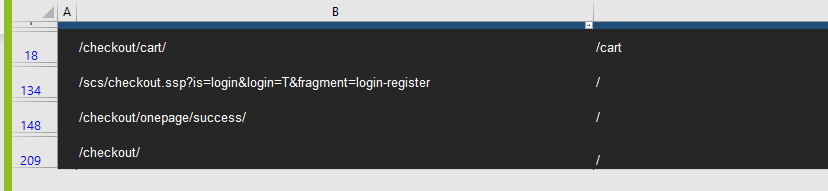 A B
18 /checkout/cart/ /cart
134 /scs/checkout.ssp?is=login&login=T&fragment=login-register /
148 /checkout/onepage/success/ /
209 /checkout/ /